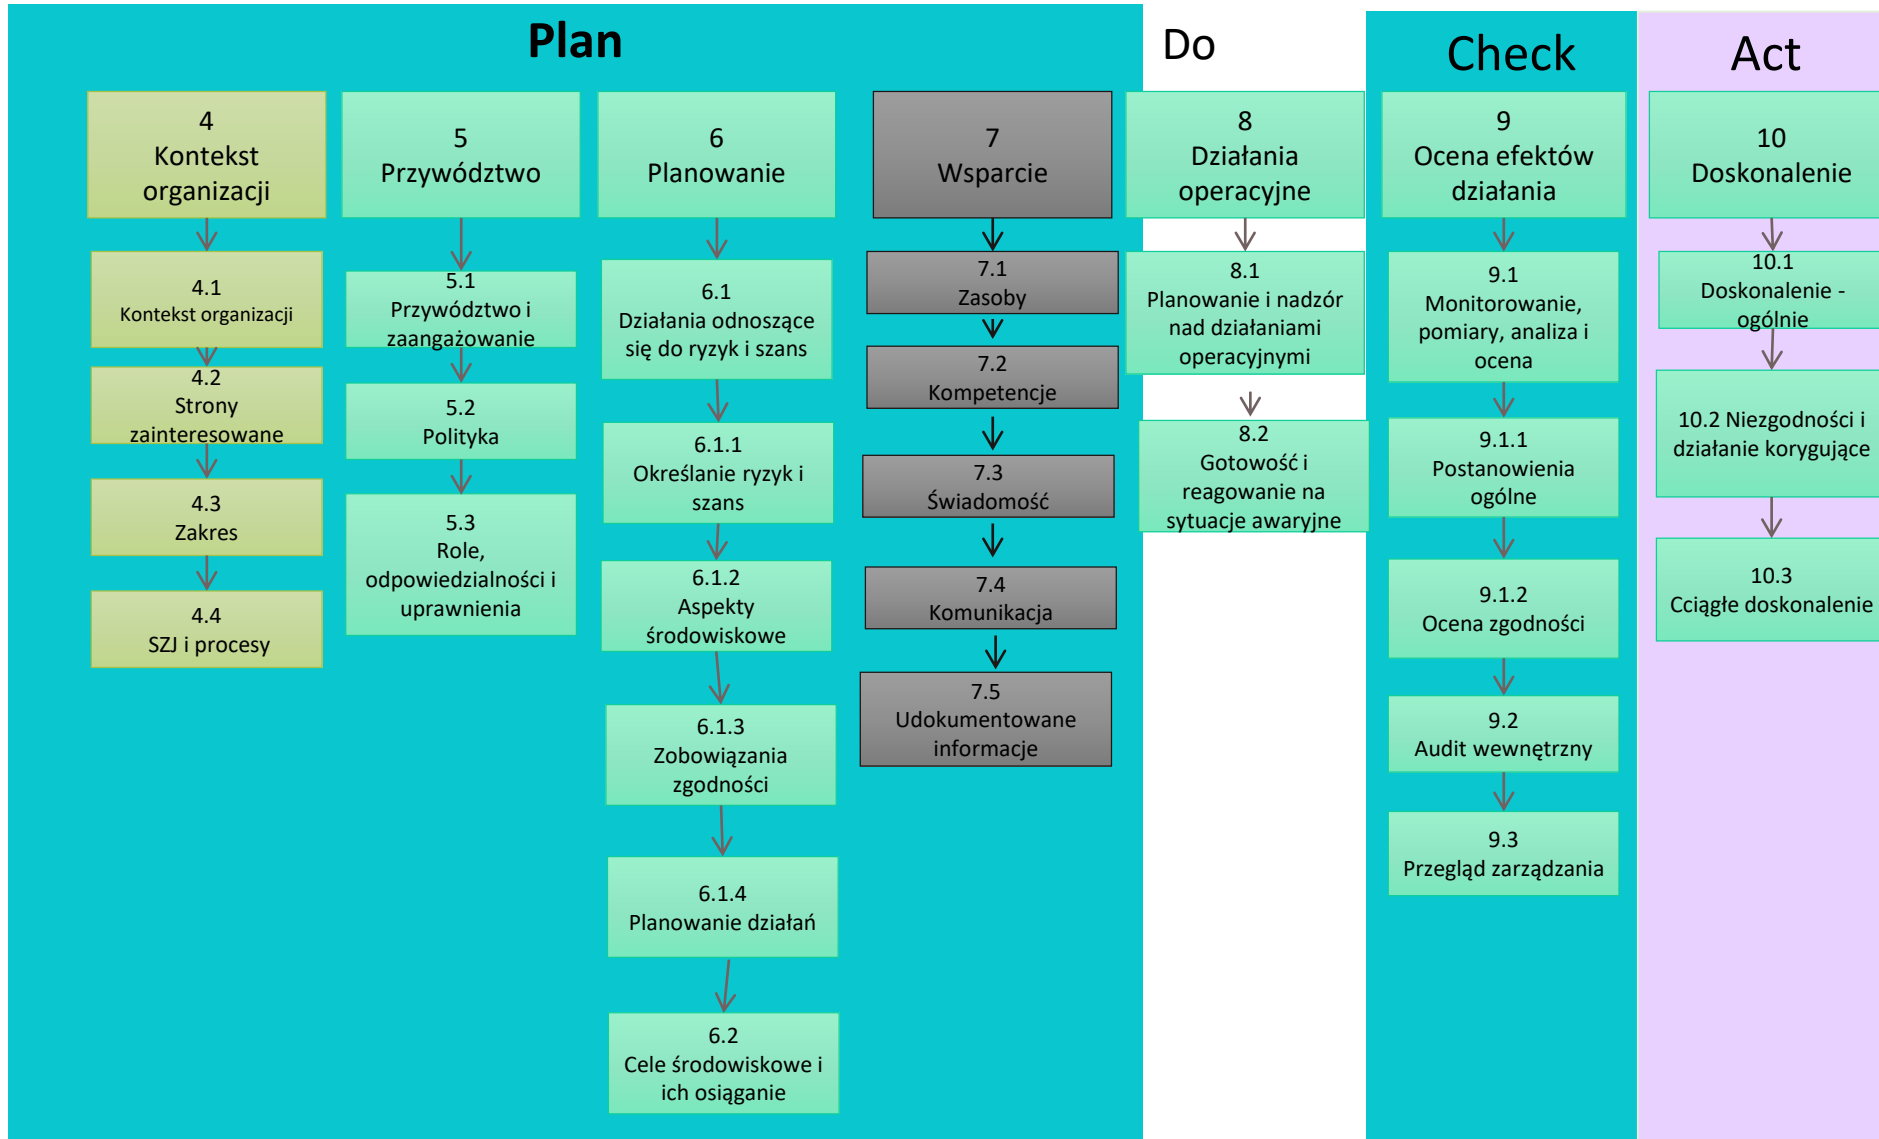 Plan
Do
Check
Act
4
Kontekst
organizacji
4.1
Kontekst organizacji
4.2
Strony
zainteresowane
4.3
Zakres
4.4
SZJ i procesy
5
Przywództwo
5.1
Przywództwo i
zaangażowanie
5.2
Polityka
5.3
Role,
odpowiedzialności i
uprawnienia
6
Planowanie
6.1
Działania odnoszące
się do ryzyk i szans
6.1.1
Określanie ryzyk i
szans
6.1.2
Aspekty
środowiskowe
6.1.3
Zobowiązania
zgodności
6.1.4
Planowanie działań
6.2
Cele środowiskowe i
ich osiąganie
7
Wsparcie
7.1
Zasoby
7.2
Kompetencje
7.3
Świadomość
7.4
Komunikacja
7.5
Udokumentowane
informacje
8
Działania
operacyjne
8.1
Planowanie i nadzór
nad działaniami
operacyjnymi
8.2
Gotowość i
reagowanie na
sytuacje awaryjne
9
Ocena efektów
działania
9.1
Monitorowanie,
pomiary, analiza i
ocena
9.1.1
Postanowienia
ogólne
9.1.2
Ocena zgodności
9.2
Audit wewnętrzny
9.3
Przegląd zarządzania
10
Doskonalenie
10.1
Doskonalenie -
ogólnie
10.2 Niezgodności i
działanie korygujące
10.3
Cciągłe doskonalenie